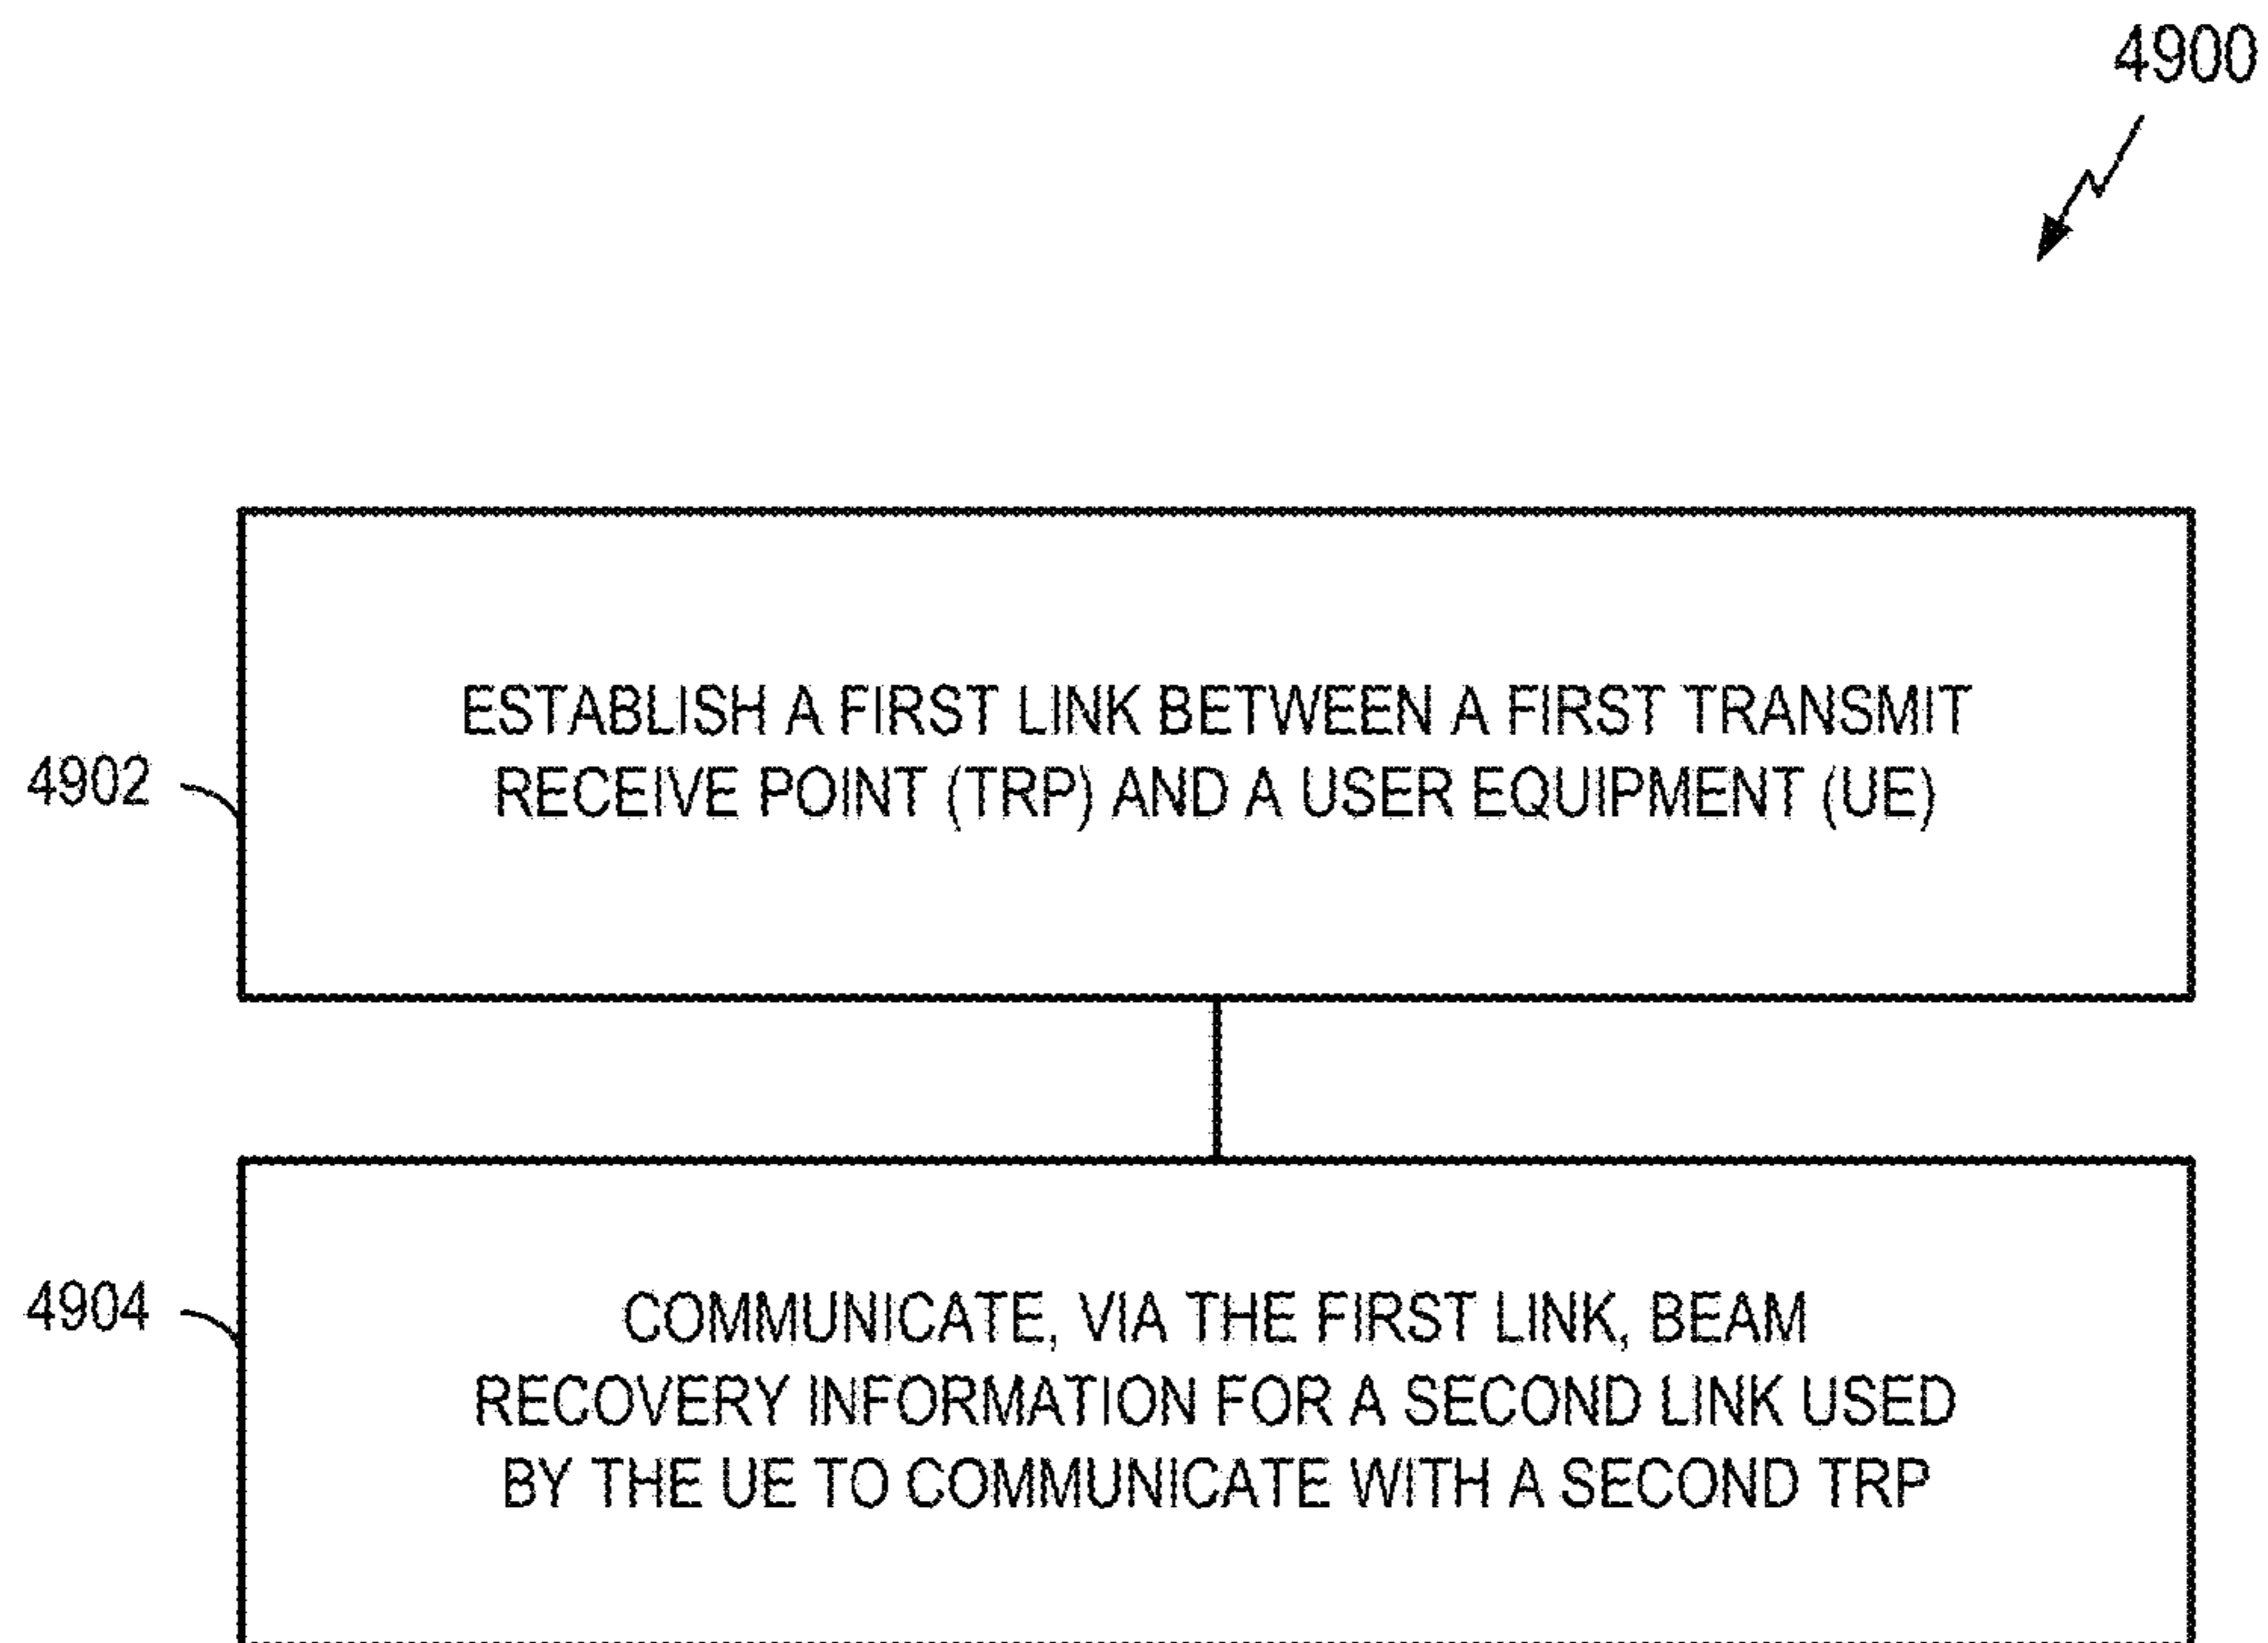 4900
4902
ESTABLISH A FIRST LINK BETWEEN A FIRST TRANSMIT
RECEIVE POINT (TRP) AND A USER EQUIPMENT (UE)
4904
COMMUNICATE, VIA THE FIRST LINK, BEAM
RECOVERY INFORMATION FOR A SECOND LINK USED
BY THE UE TO COMMUNICATE WITH A SECOND TRP